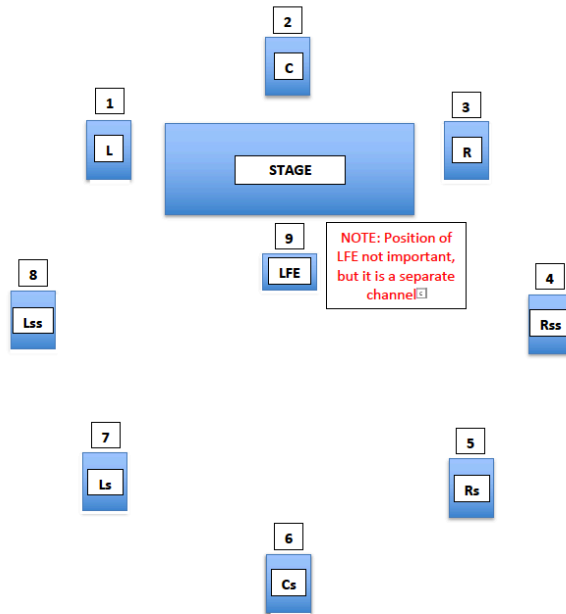 2
C
1
L
3
R
STAGE
9
LFE
NOTE: Position of
LFE not important,
but it is a separate
channel
8
Lss
4
Rss
7
Ls
5
Rs
6
Cs